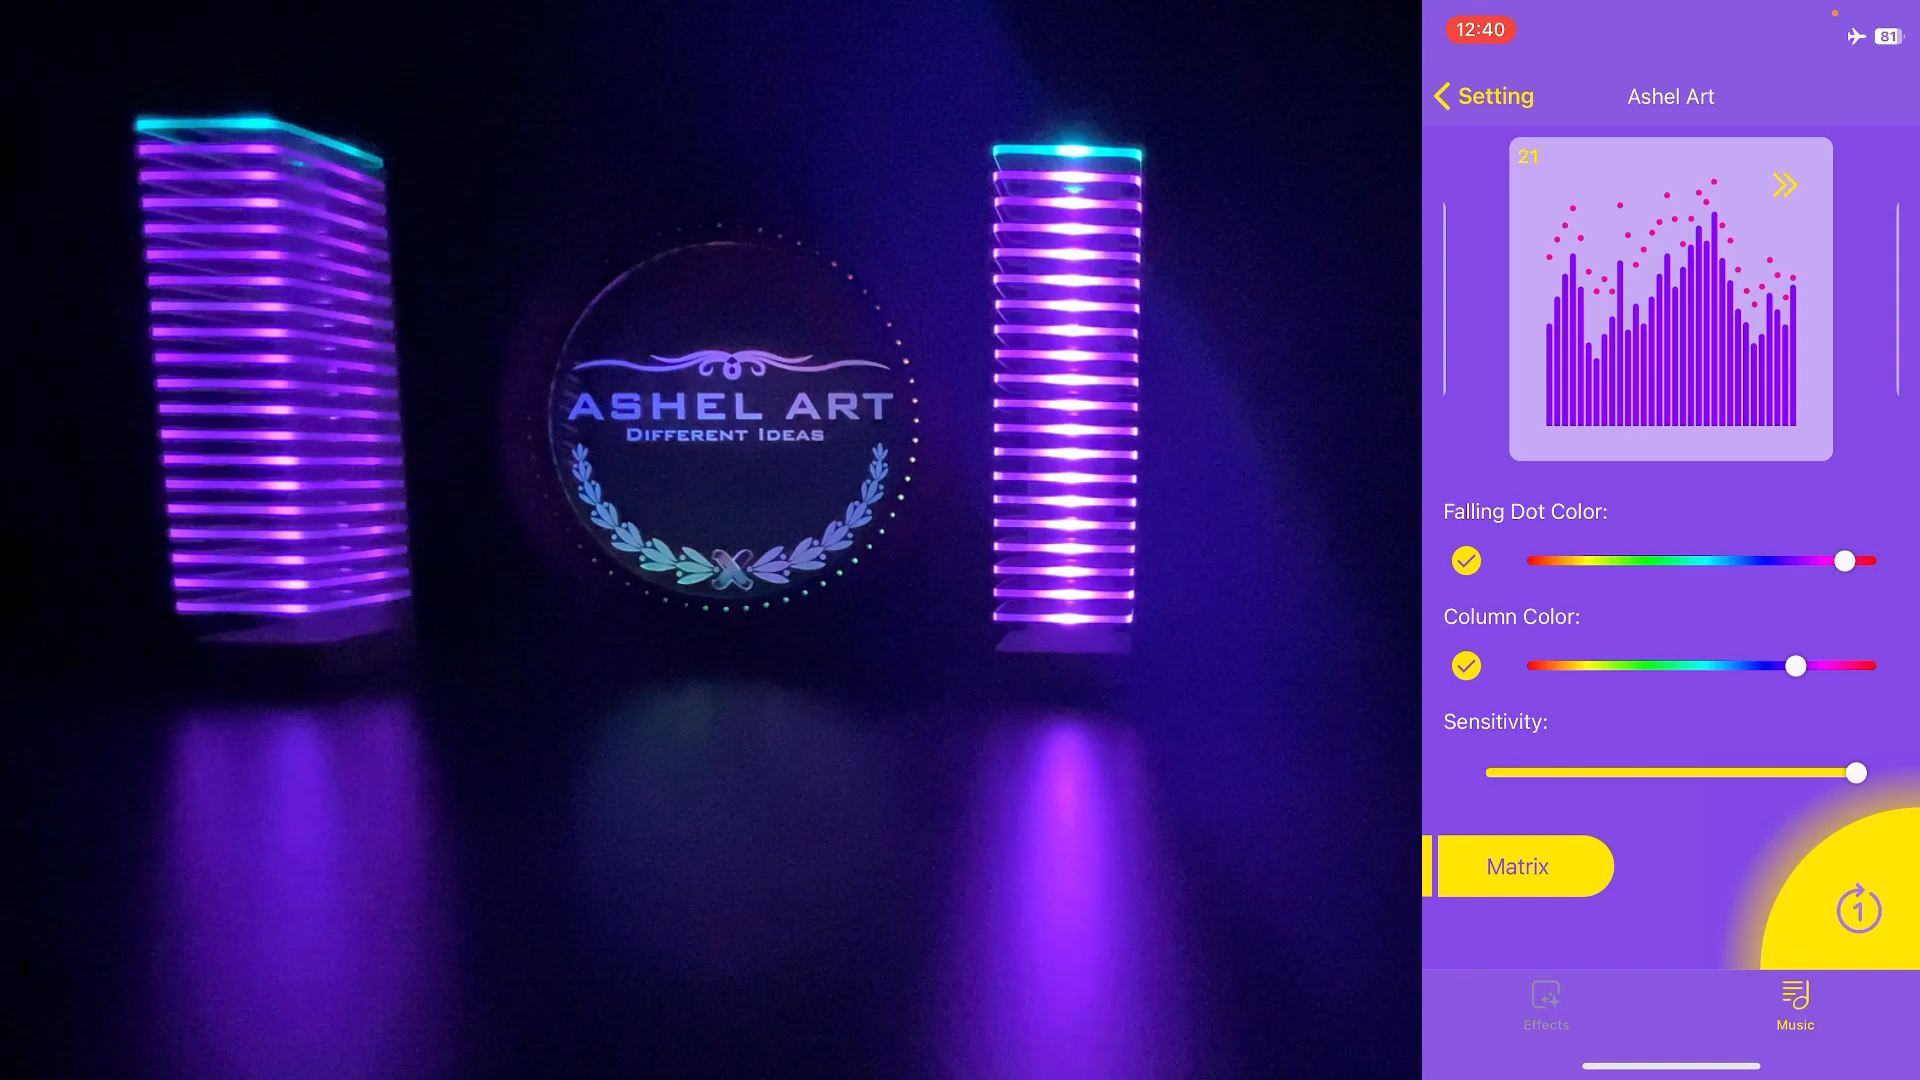 ASHEL ART
DIFFERENT IDEAS
12:40
81
Setting
Ashel Art
21
Falling Dot Color:
Column Color:
Sensitivity:
Matrix
1
Effects
Music